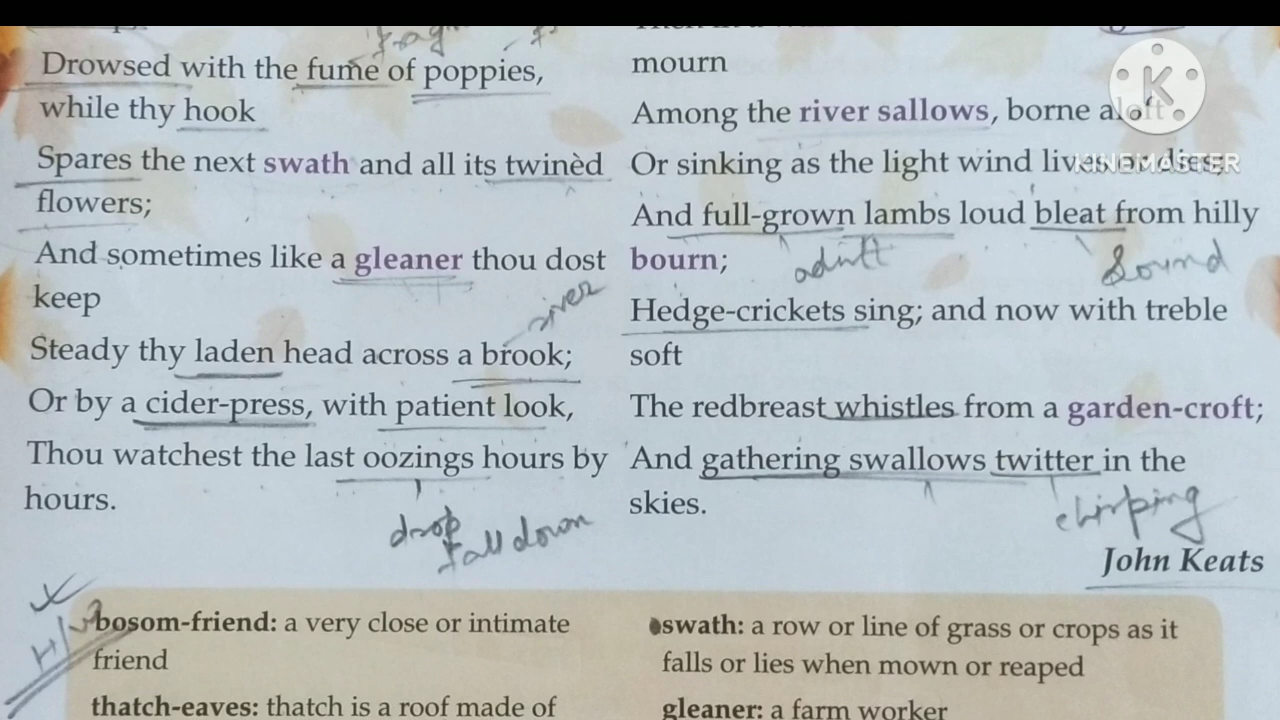 Drowsed with the fume of poppies,
while thy hook
Spares the next swath and all its twinèd
flowers;
And sometimes like a gleaner thou dost
keep
river
Steady thy laden head across a brook;
Or by a cider-press, with patient look,
Thou watchest the last oozings hours by
hours.
drop
fall down
mourn
Among the river sallows, borne aloft
Or sinking as the light wind lives or dies;
And full-grown lambs loud bleat from hilly
bourn;
adult
Sound
Hedge-crickets sing; and now with treble
soft
The redbreast whistles from a garden-croft;
And gathering swallows twitter in the
skies.
chirping
John Keats
bosom-friend: a very close or intimate
friend
thatch-eaves: thatch is a roof made of
swath: a row or line of grass or crops as it
falls or lies when mown or reaped
gleaner: a farm worker
K
KINEMASTER